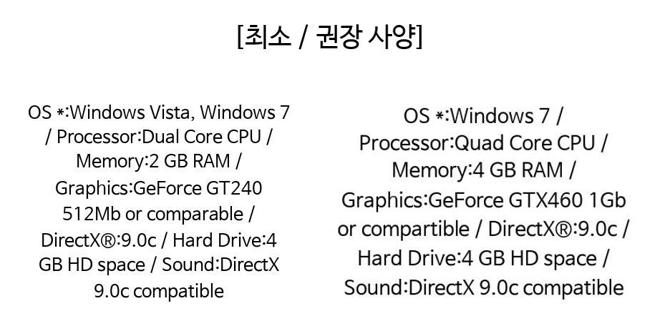 [최소 / 권장 사양]
OS *:Windows Vista, Windows 7
/ Processor:Dual Core CPU /
Memory:2 GB RAM /
Graphics:GeForce GT240
512Mb or comparable /
DirectX®:9.0c / Hard Drive:4
GB HD space / Sound:DirectX
9.0c compatible
OS *:Windows 7 /
Processor:Quad Core CPU /
Memory:4 GB RAM /
Graphics:GeForce GTX460 1Gb
or compartible / DirectX®:9.0c /
Hard Drive:4 GB HD space /
Sound:DirectX 9.0c compatible